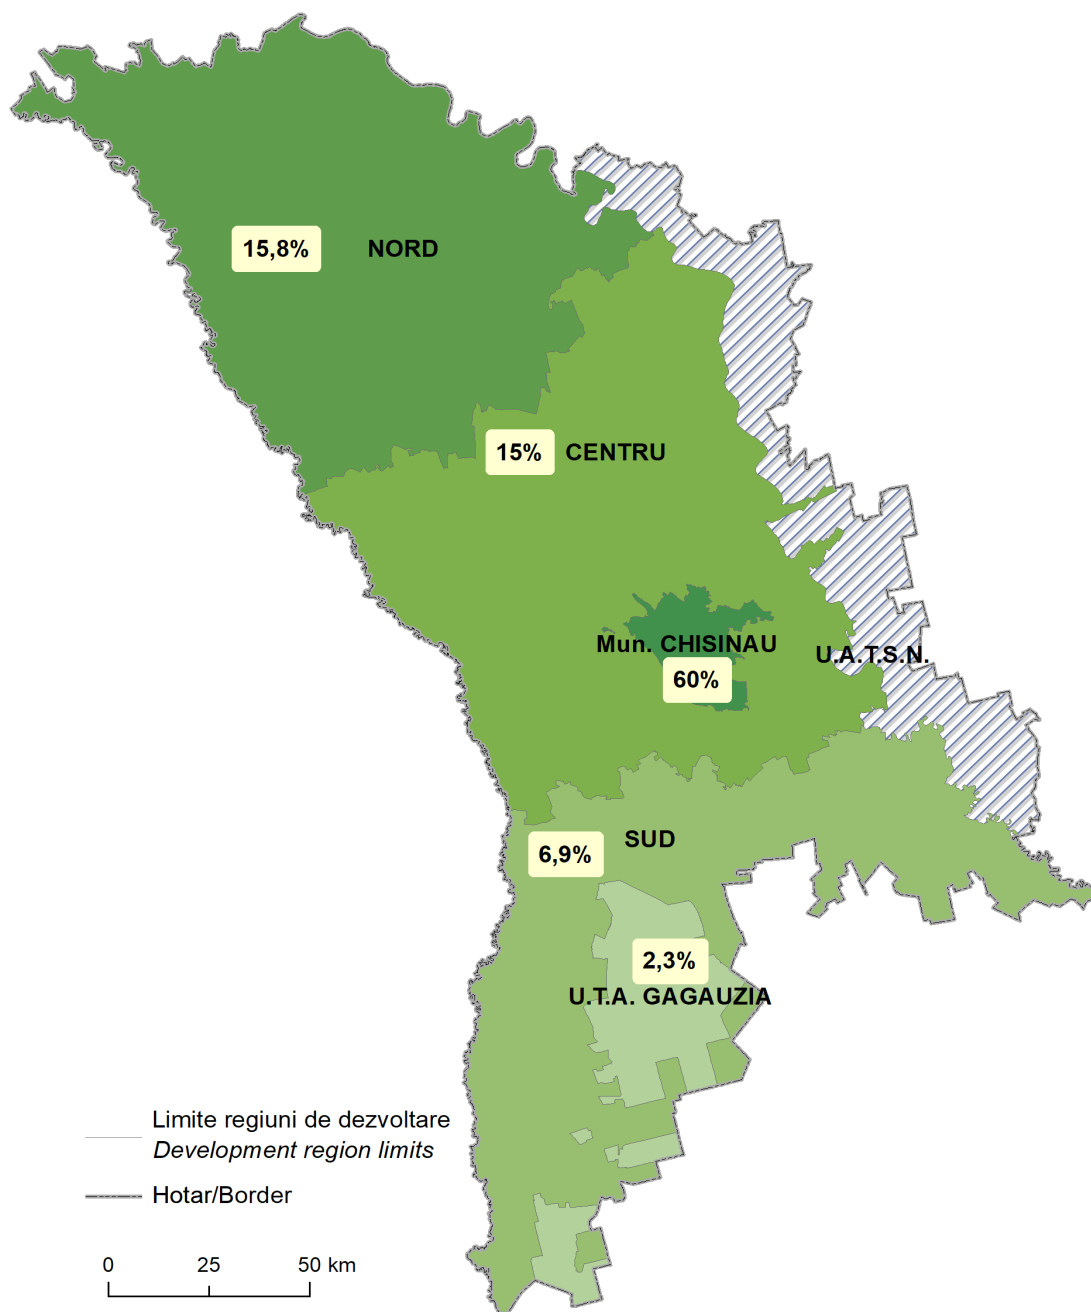 15,8%
NORD
15%
CENTRU
Mun. CHISINAU
60%
U.A.T.S.N.
SUD
6,9%
2,3%
U.T.A. GAGAUZIA
Limite regiuni de dezvoltare
Development region limits
Hotar/Border
0 25 50 km